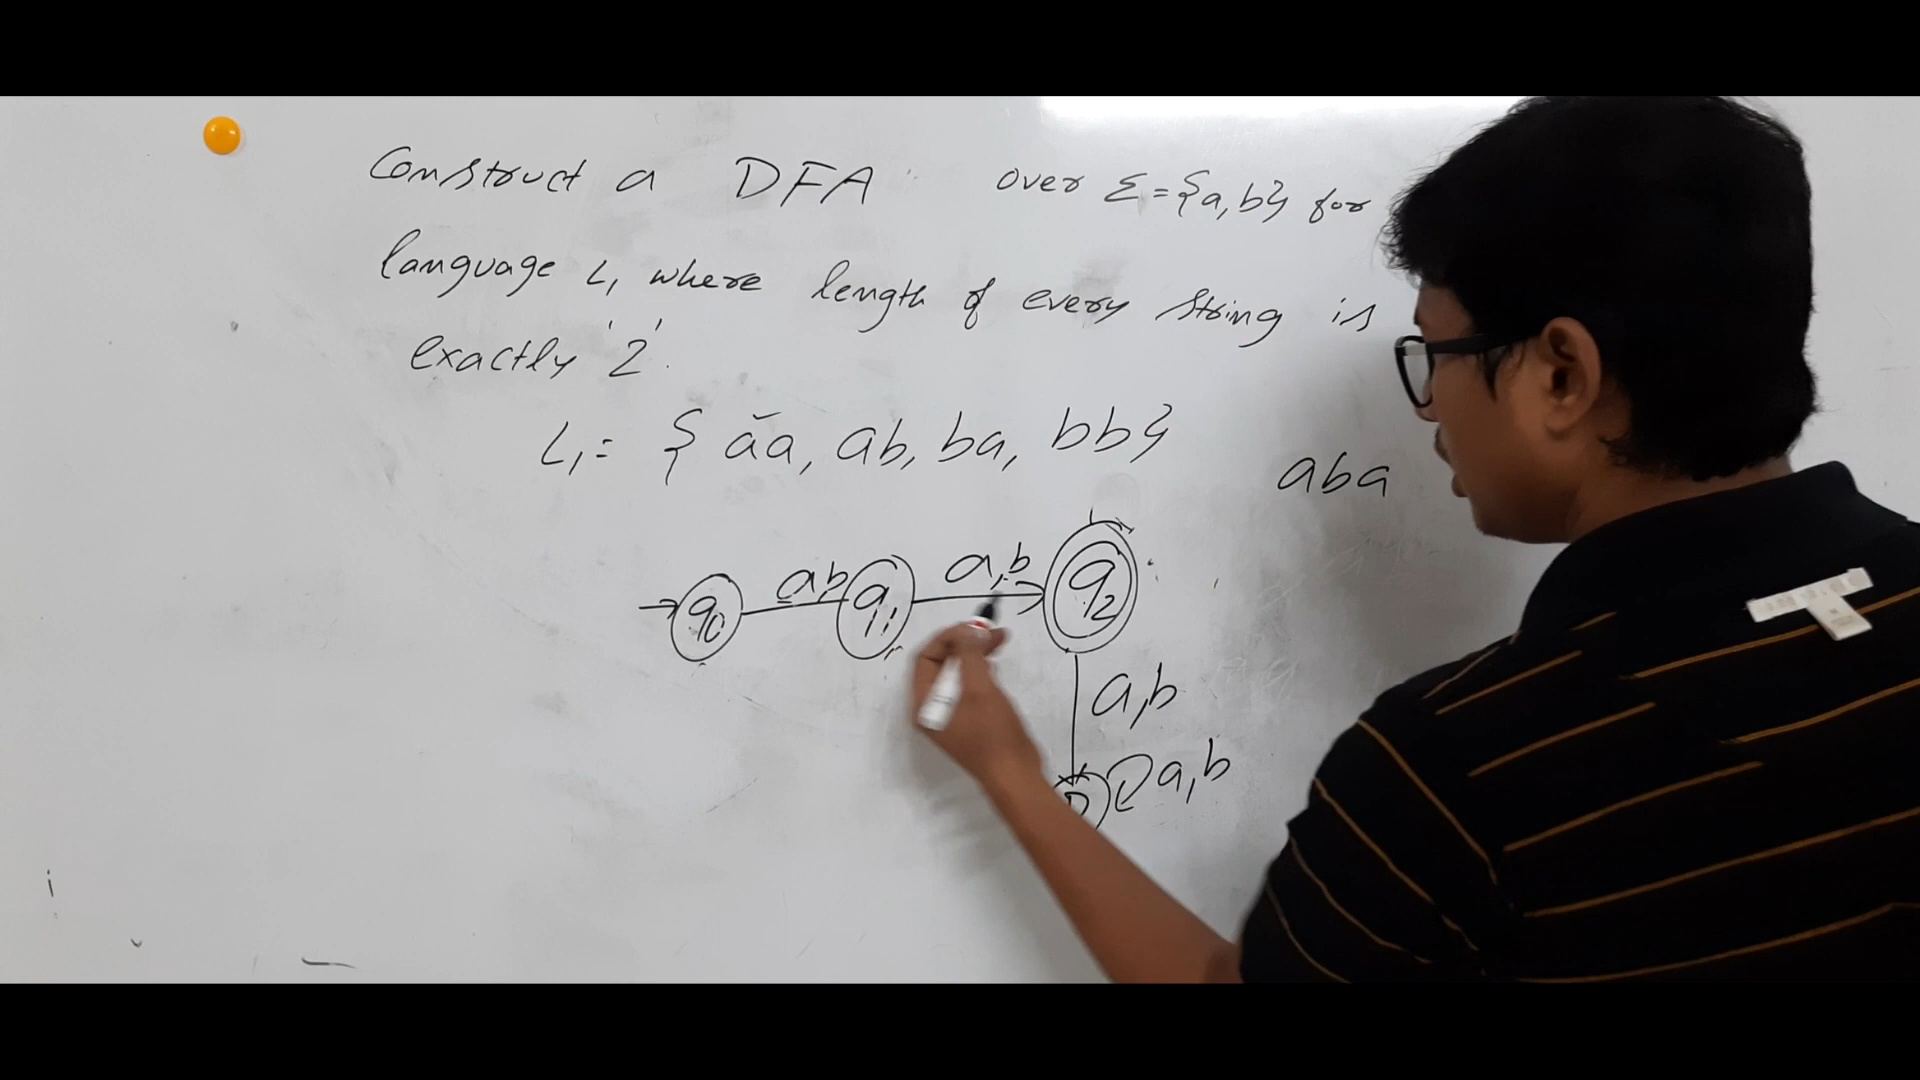 Construct a DFA over Σ={a,b} for
language L₁ where length of every string is
exactly '2'.
L₁= { aa, ab, ba, bb}
aba
q0 a,b q1 a,b q2
a,b
D a,b